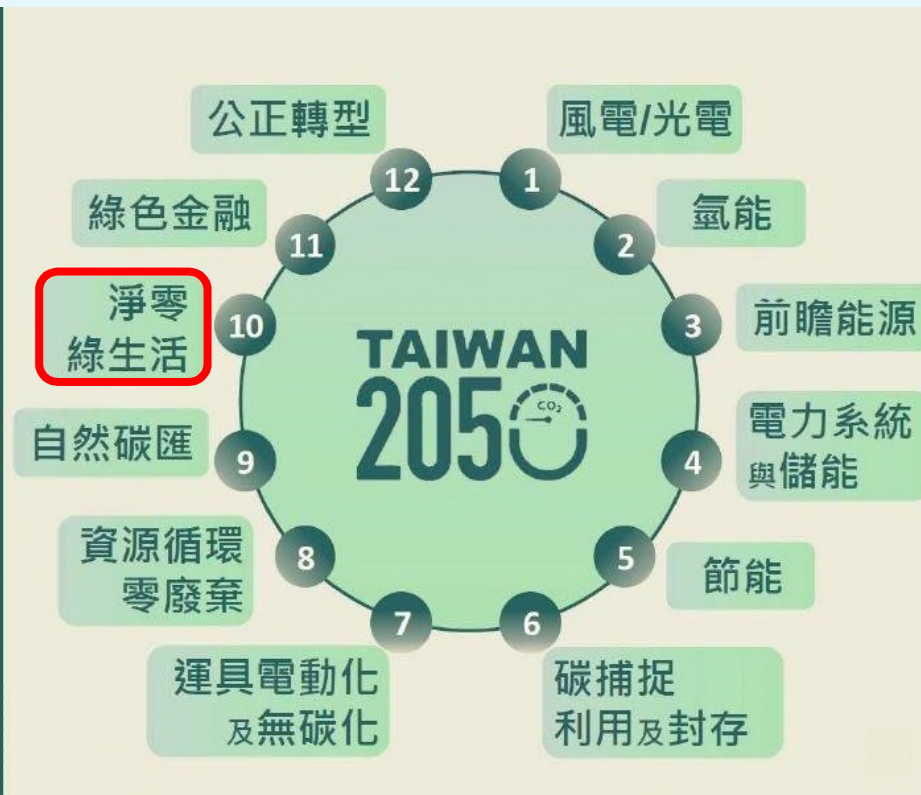 公正轉型
12
風電/光電
1
綠色金融
11
氫能
2
淨零
綠生活
10
前瞻能源
3
TAIWAN
2050
CO₂
自然碳匯
9
電力系統
與儲能
4
資源循環
零廢棄
8
節能
5
運具電動化
及無碳化
7
碳捕捉
利用及封存
6